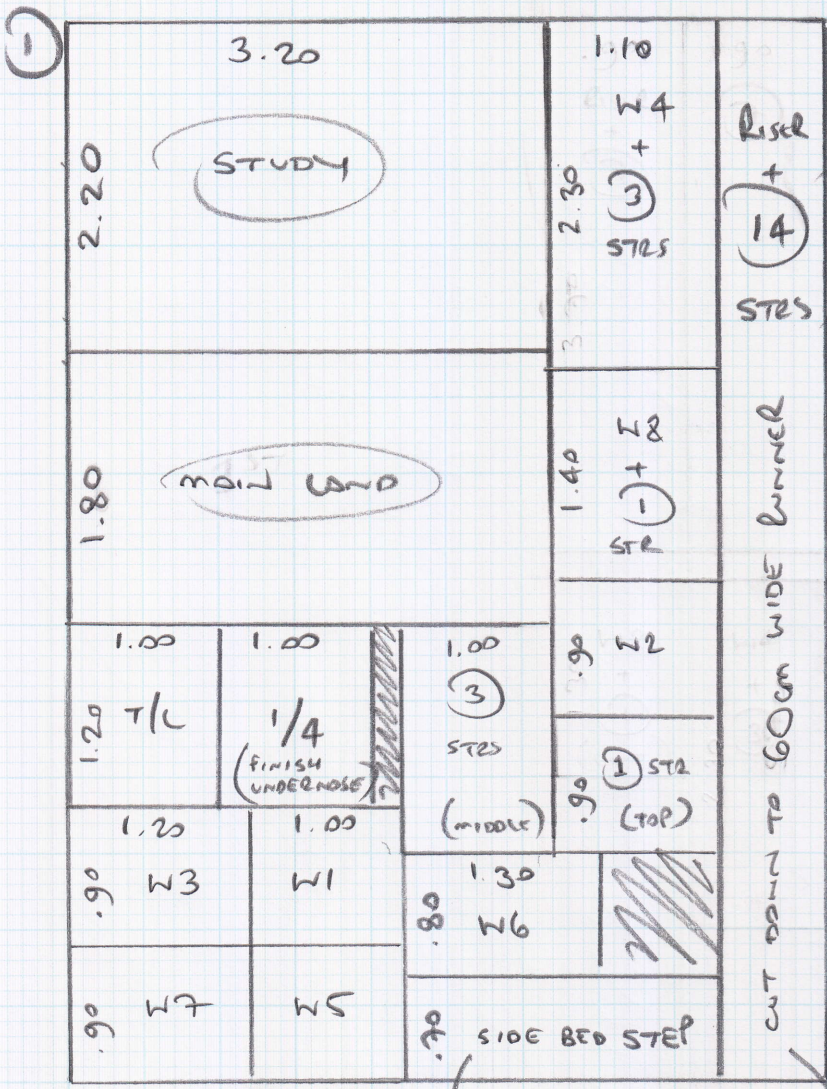 1
3.20
2.20
STUDY
1.10
2.30
W4
+
3
STRS
RISER
+
14
STRS
1.80
MAIN LAND
1.40
W8
+
1
STR
.90
W2
1.00
1.20
T/L
1.00
1/4
(FINISH
UNDERNOSE)
1.00
3
STRS
(MIDDLE)
.90
1 STR
(TOP)
1.20
.90
W3
1.00
W1
1.30
.80
W6
.90
W7
W5
.70
SIDE BED STEP
CUT DOWN TO 60cm WIDE RUNNER